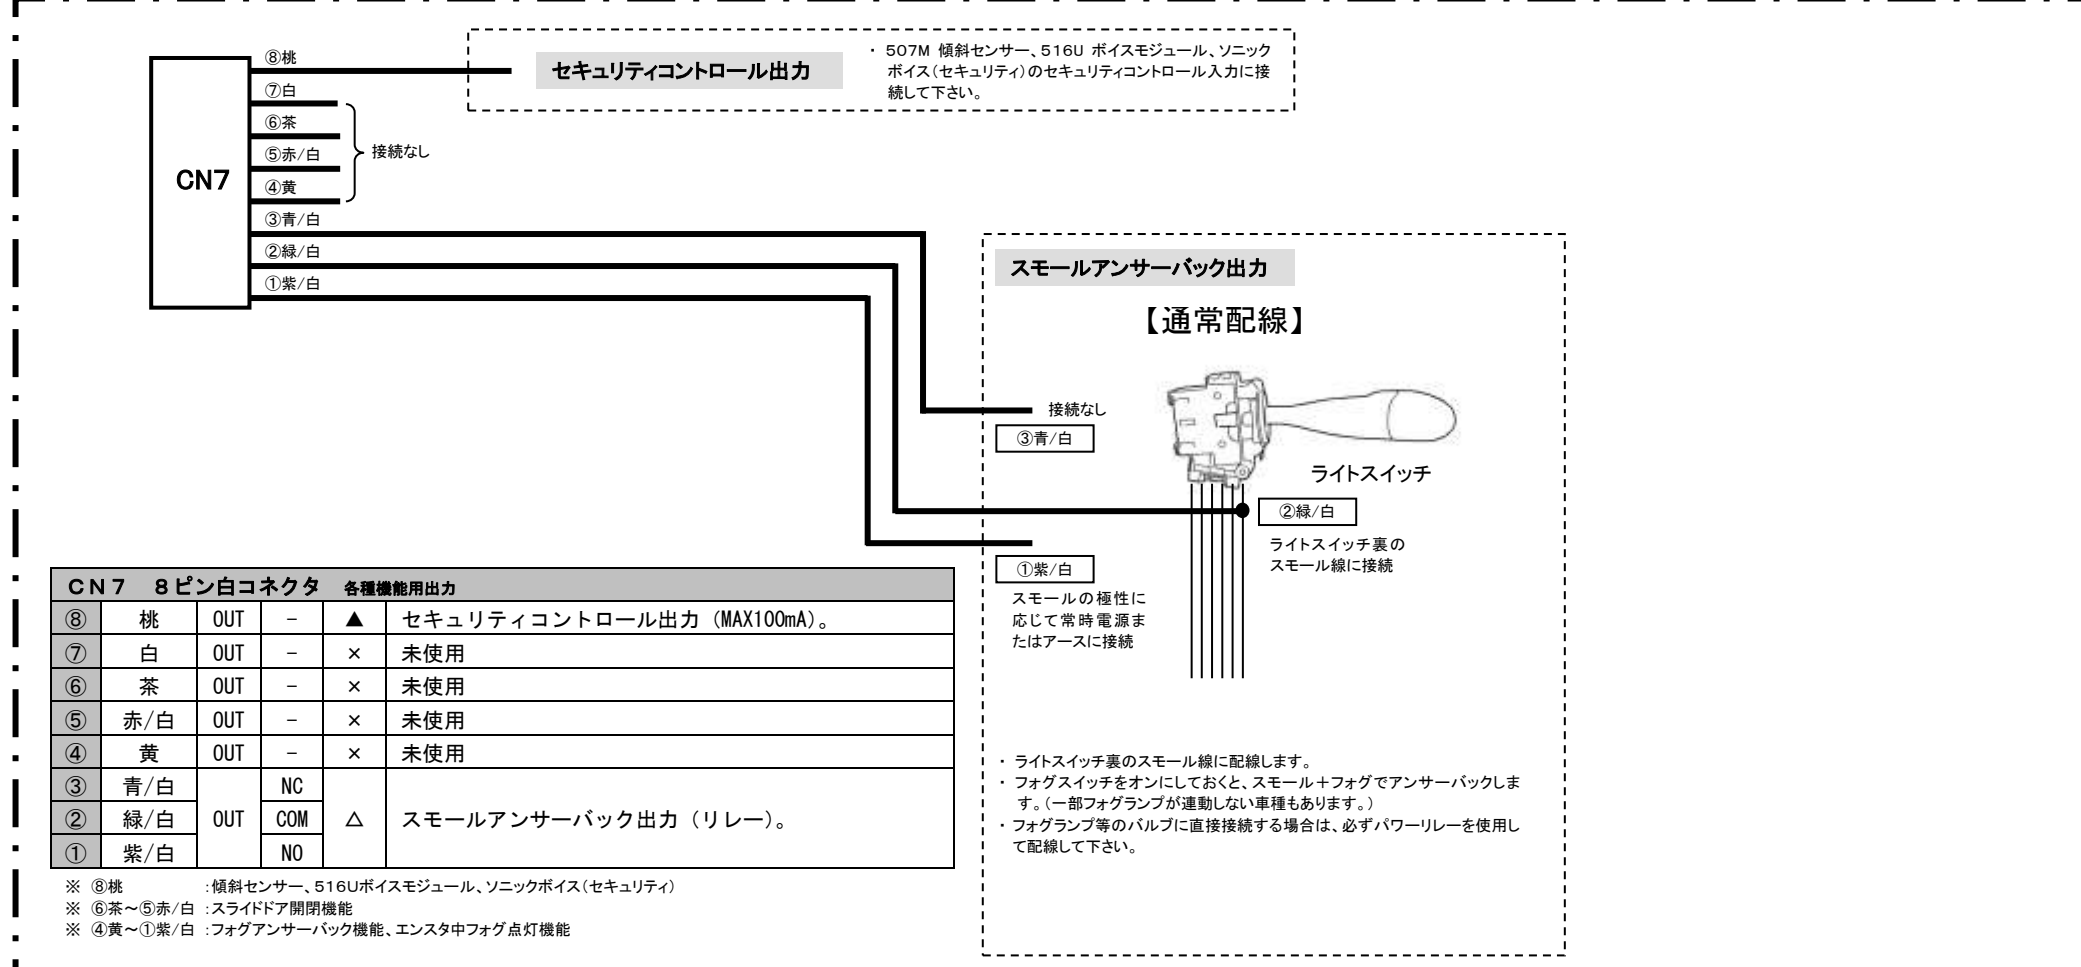 ⑧桃
⑦白
⑥茶
⑤赤/白
④黄
③青/白
②緑/白
①紫/白
CN7
接続なし
セキュリティコントロール出力
・ 507M 傾斜センサー、516U ボイスモジュール、ソニック
ボイス(セキュリティ)のセキュリティコントロール入力に接
続して下さい。
スモールアンサーバック出力
【通常配線】
接続なし
③青/白
ライトスイッチ
②緑/白
ライトスイッチ裏の
スモール線に接続
①紫/白
スモールの極性に
応じて常時電源ま
たはアースに接続
・ ライトスイッチ裏のスモール線に配線します。
・ フォグスイッチをオンにしておくと、スモール＋フォグでアンサーバックしま
す。(一部フォグランプが連動しない車種もあります。)
・ フォグランプ等のバルブに直接接続する場合は、必ずパワーリレーを使用し
て配線して下さい。
CN7 8ピン白コネクタ 各種機能用出力
⑧ 桃 OUT － ▲ セキュリティコントロール出力（MAX100mA）。
⑦ 白 OUT － × 未使用
⑥ 茶 OUT － × 未使用
⑤ 赤/白 OUT － × 未使用
④ 黄 OUT － × 未使用
③ 青/白 NC
② 緑/白 OUT COM △ スモールアンサーバック出力（リレー）。
① 紫/白 NO
※ ⑧桃 :傾斜センサー、516Uボイスモジュール、ソニックボイス(セキュリティ)
※ ⑥茶～⑤赤/白 :スライドドア開閉機能
※ ④黄～①紫/白 :フォグアンサーバック機能、エンスタ中フォグ点灯機能